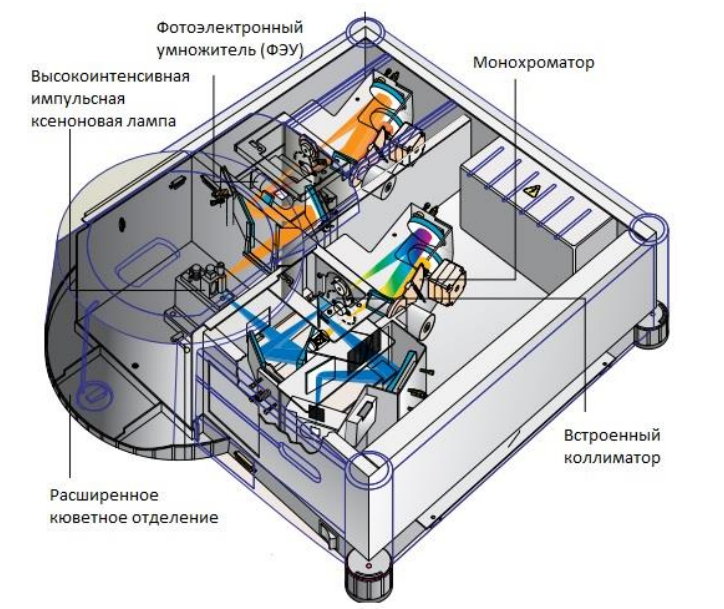 Фотоэлектронный
умножитель (ФЭУ)
Монохроматор
Высокоинтенсивная
импульсная
ксеноновая лампа
Встроенный
коллиматор
Расширенное
кюветное отделение